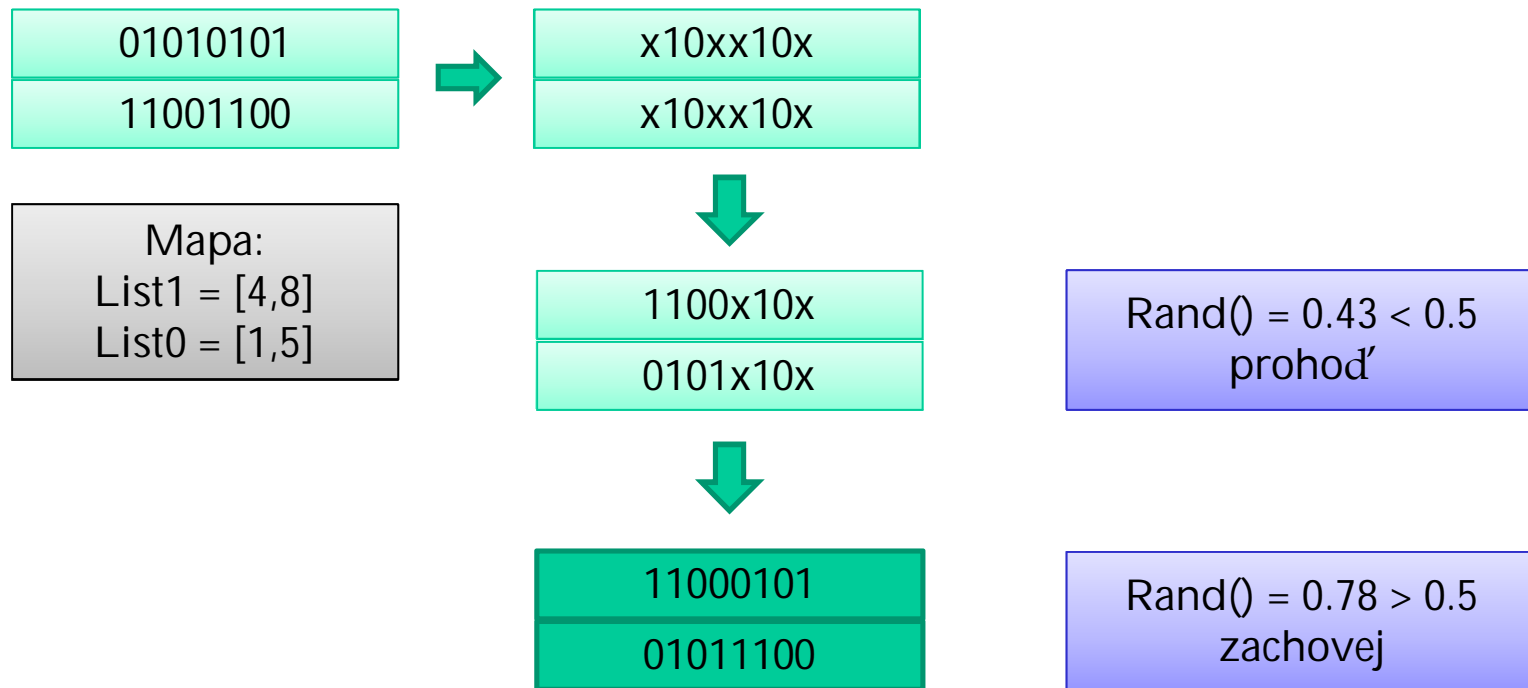 01010101
11001100
x10xx10x
x10xx10x
Mapa:
List1 = [4,8]
List0 = [1,5]
1100x10x
0101x10x
Rand() = 0.43 < 0.5
prohoď
11000101
01011100
Rand() = 0.78 > 0.5
zachovej